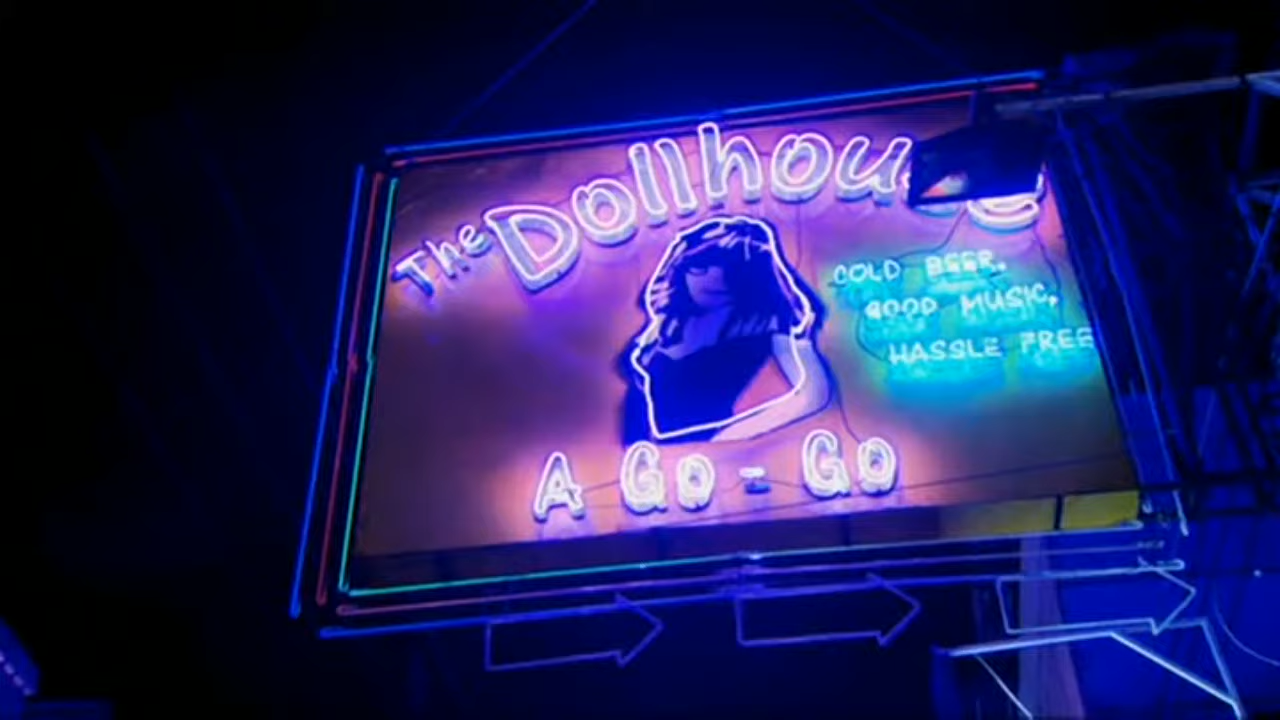 The Dollhouse
COLD BEER,
GOOD MUSIC,
HASSLE FREE
A Go-Go